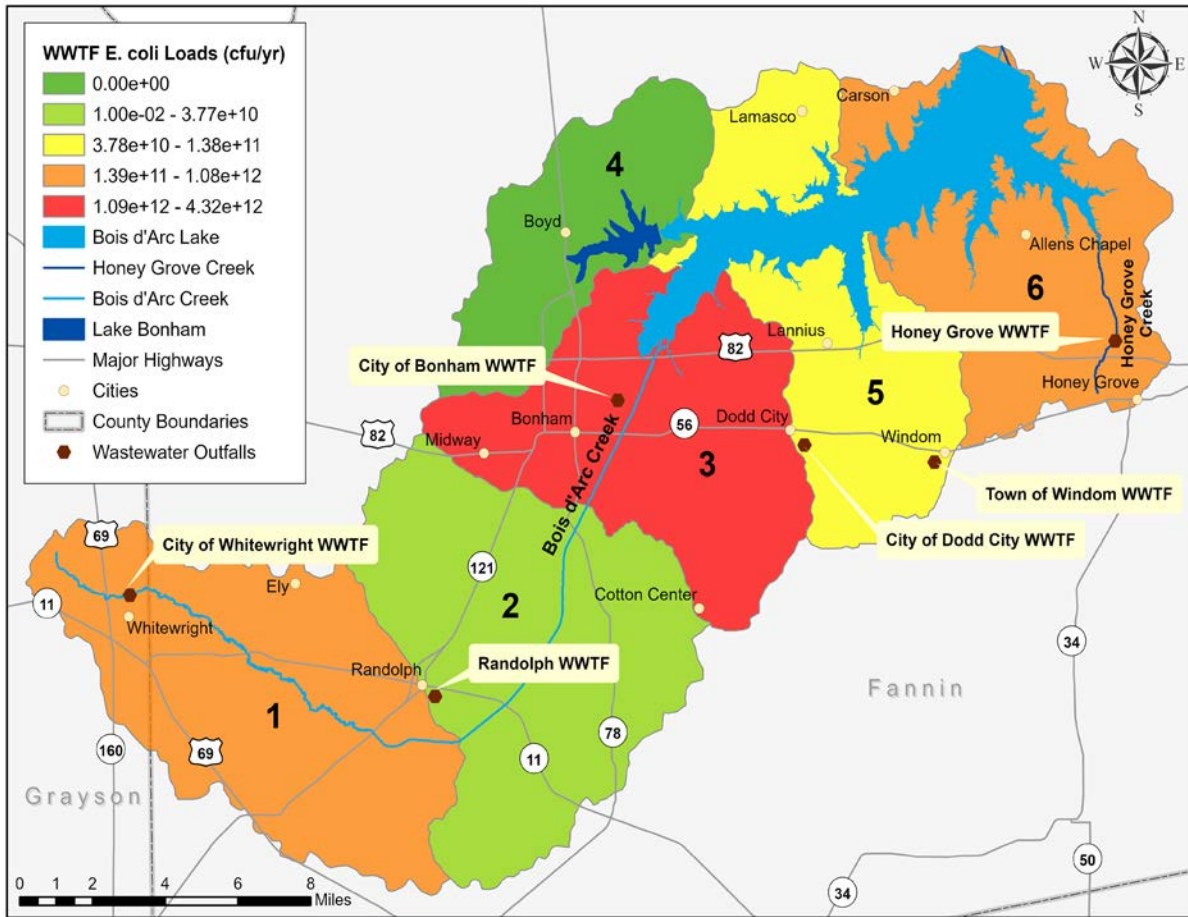 WWTF E. coli Loads (cfu/yr)
0.00e+00
1.00e-02 - 3.77e+10
3.78e+10 - 1.38e+11
1.39e+11 - 1.08e+12
1.09e+12 - 4.32e+12
Bois d'Arc Lake
Honey Grove Creek
Bois d'Arc Creek
Lake Bonham
Major Highways
Cities
County Boundaries
Wastewater Outfalls
N
W E
S
Carson
Lamasco
4
Boyd
Allens Chapel
6
Honey Grove
Creek
Honey Grove WWTF
Lannius
82
City of Bonham WWTF
Honey Grove
5
Bonham
56
Dodd City
82
Midway
Windom
3
Bois d'Arc Creek
Town of Windom WWTF
City of Dodd City WWTF
69
City of Whitewright WWTF
121
Ely
2
Cotton Center
11
Whitewright
34
Randolph
Randolph WWTF
Fannin
1
78
160
69
11
Grayson
50
34
0 1 2 4 6 8
Miles